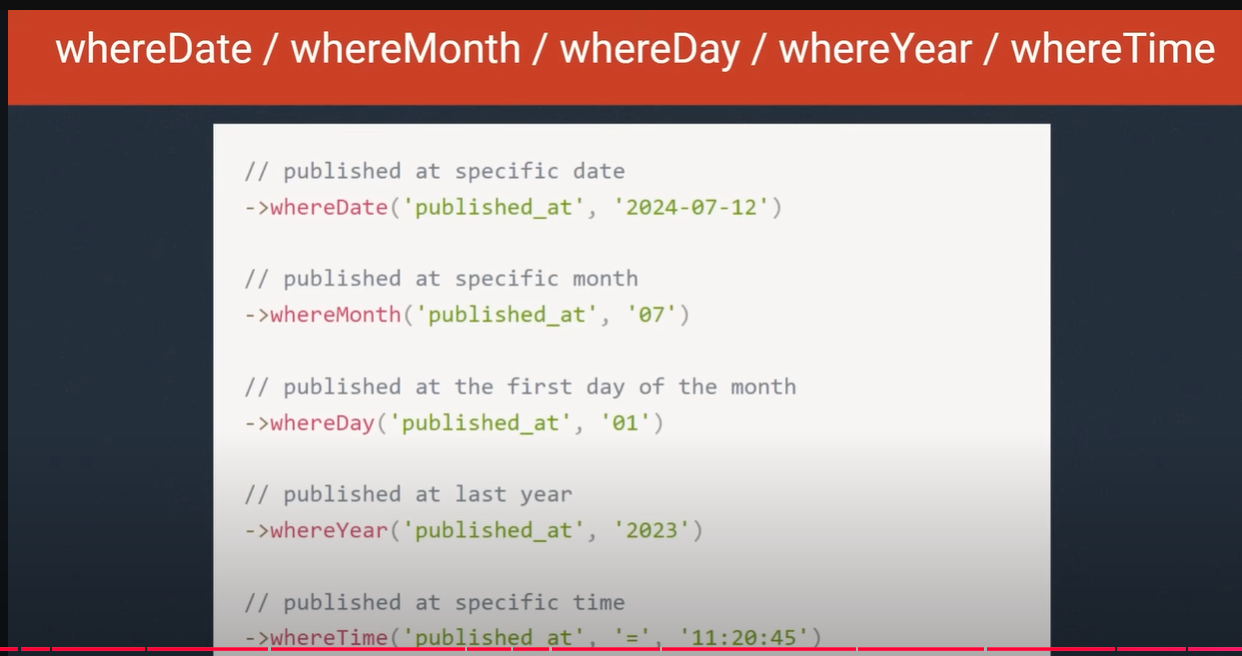 whereDate / whereMonth / whereDay / whereYear / whereTime
// published at specific date
->whereDate('published_at', '2024-07-12')
// published at specific month
->whereMonth('published_at', '07')
// published at the first day of the month
->whereDay('published_at', '01')
// published at last year
->whereYear('published_at', '2023')
// published at specific time
->whereTime('published_at', '=', '11:20:45')